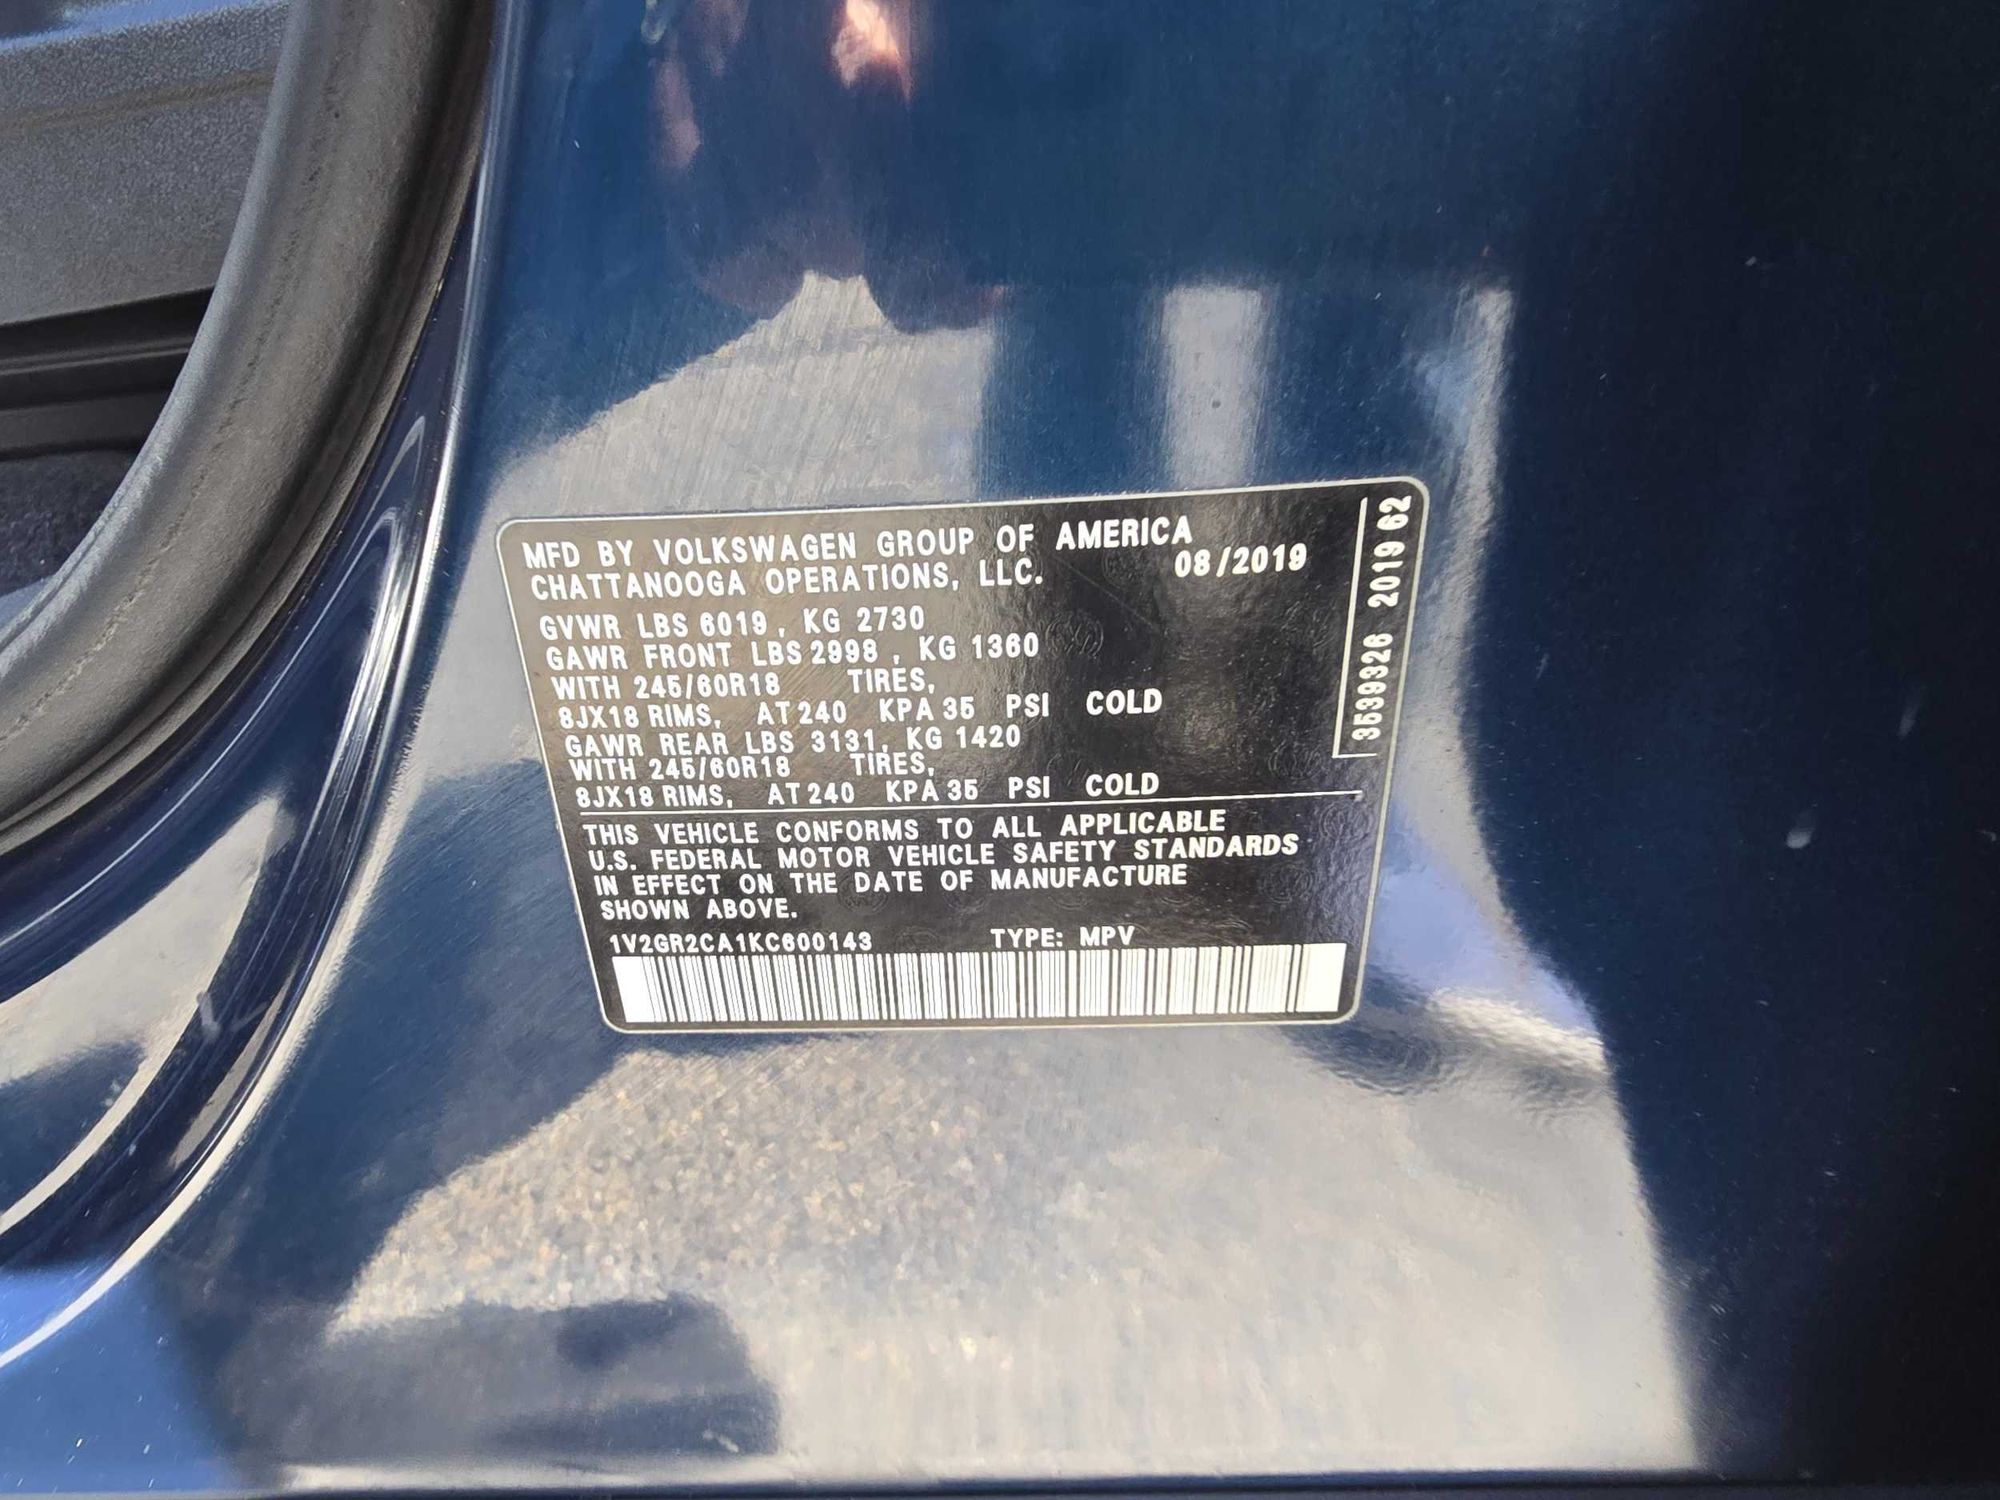 MFD BY VOLKSWAGEN GROUP OF AMERICA
CHATTANOOGA OPERATIONS, LLC. 08/2019
GVWR LBS 6019, KG 2730
GAWR FRONT LBS 2998, KG 1360
WITH 245/60R18 TIRES,
8JX18 RIMS, AT 240 KPA 35 PSI COLD
GAWR REAR LBS 3131, KG 1420
WITH 245/60R18 TIRES,
8JX18 RIMS, AT 240 KPA 35 PSI COLD
THIS VEHICLE CONFORMS TO ALL APPLICABLE
U.S. FEDERAL MOTOR VEHICLE SAFETY STANDARDS
IN EFFECT ON THE DATE OF MANUFACTURE
SHOWN ABOVE.
1V2GR2CA1KC600143 TYPE: MPV
3539326 2019 62